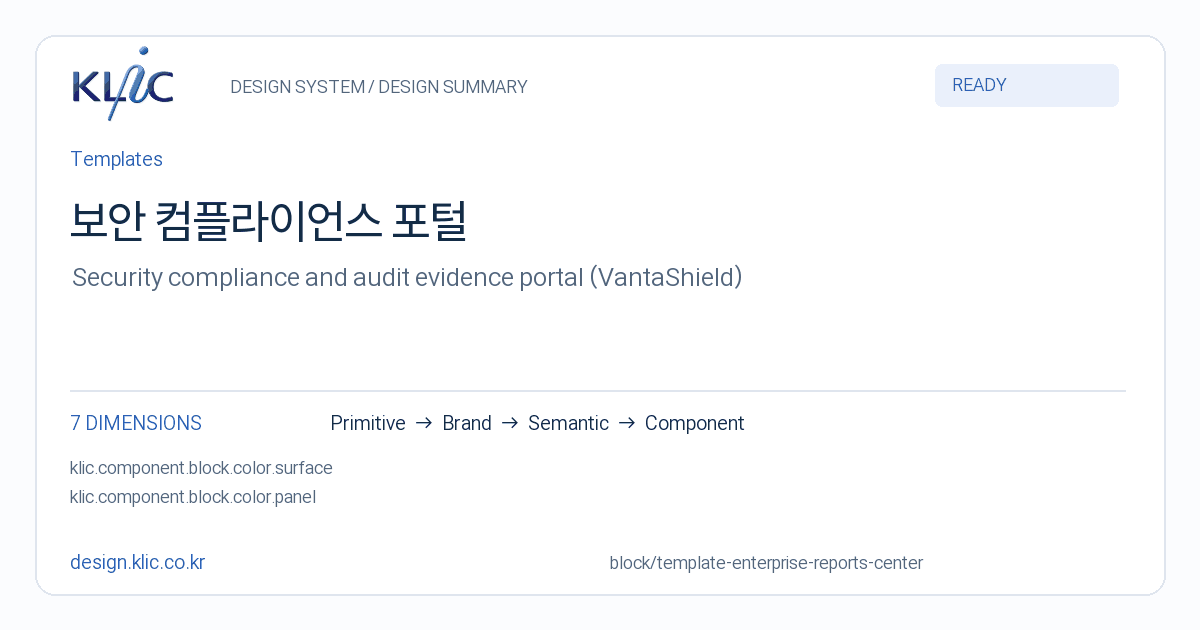 KLiC
DESIGN SYSTEM / DESIGN SUMMARY
READY
Templates
보안 컴플라이언스 포털
Security compliance and audit evidence portal (VantaShield)
7 DIMENSIONS
Primitive → Brand → Semantic → Component
klic.component.block.color.surface
klic.component.block.color.panel
design.klic.co.kr
block/template-enterprise-reports-center